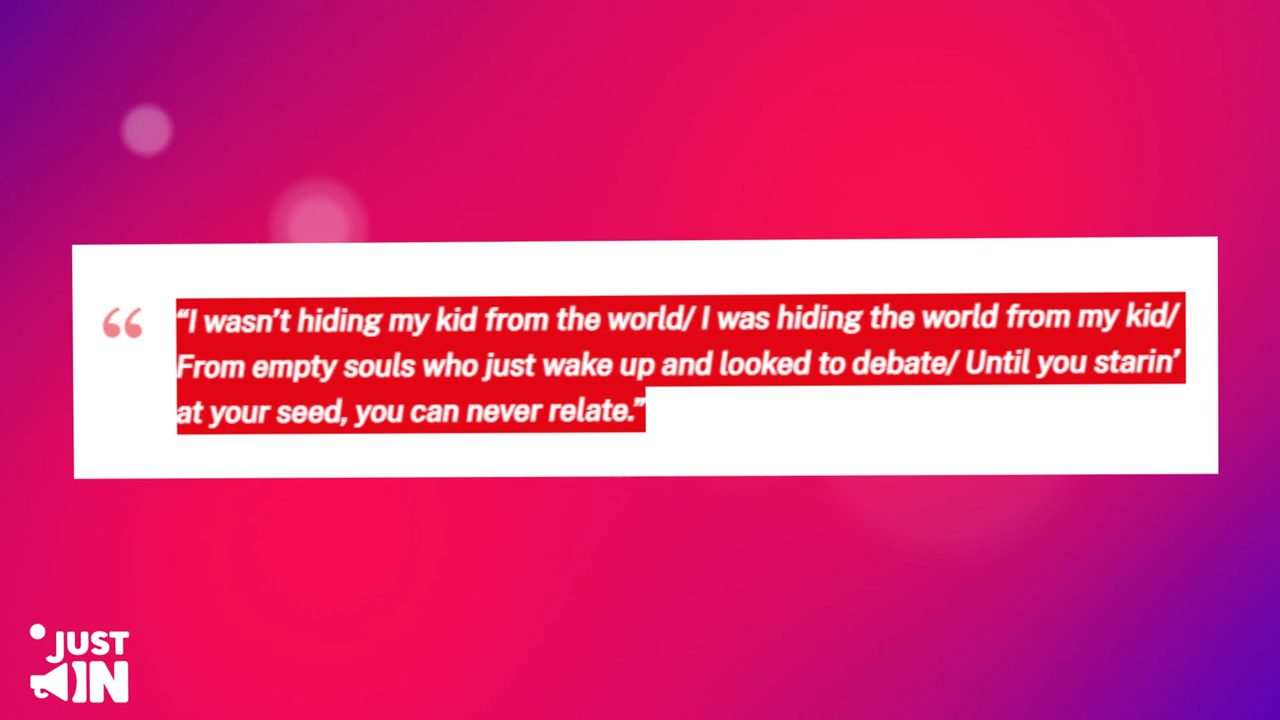 “
“I wasn’t hiding my kid from the world/ I was hiding the world from my kid/
From empty souls who just wake up and looked to debate/ Until you starin’
at your seed, you can never relate.”
JUST
IN